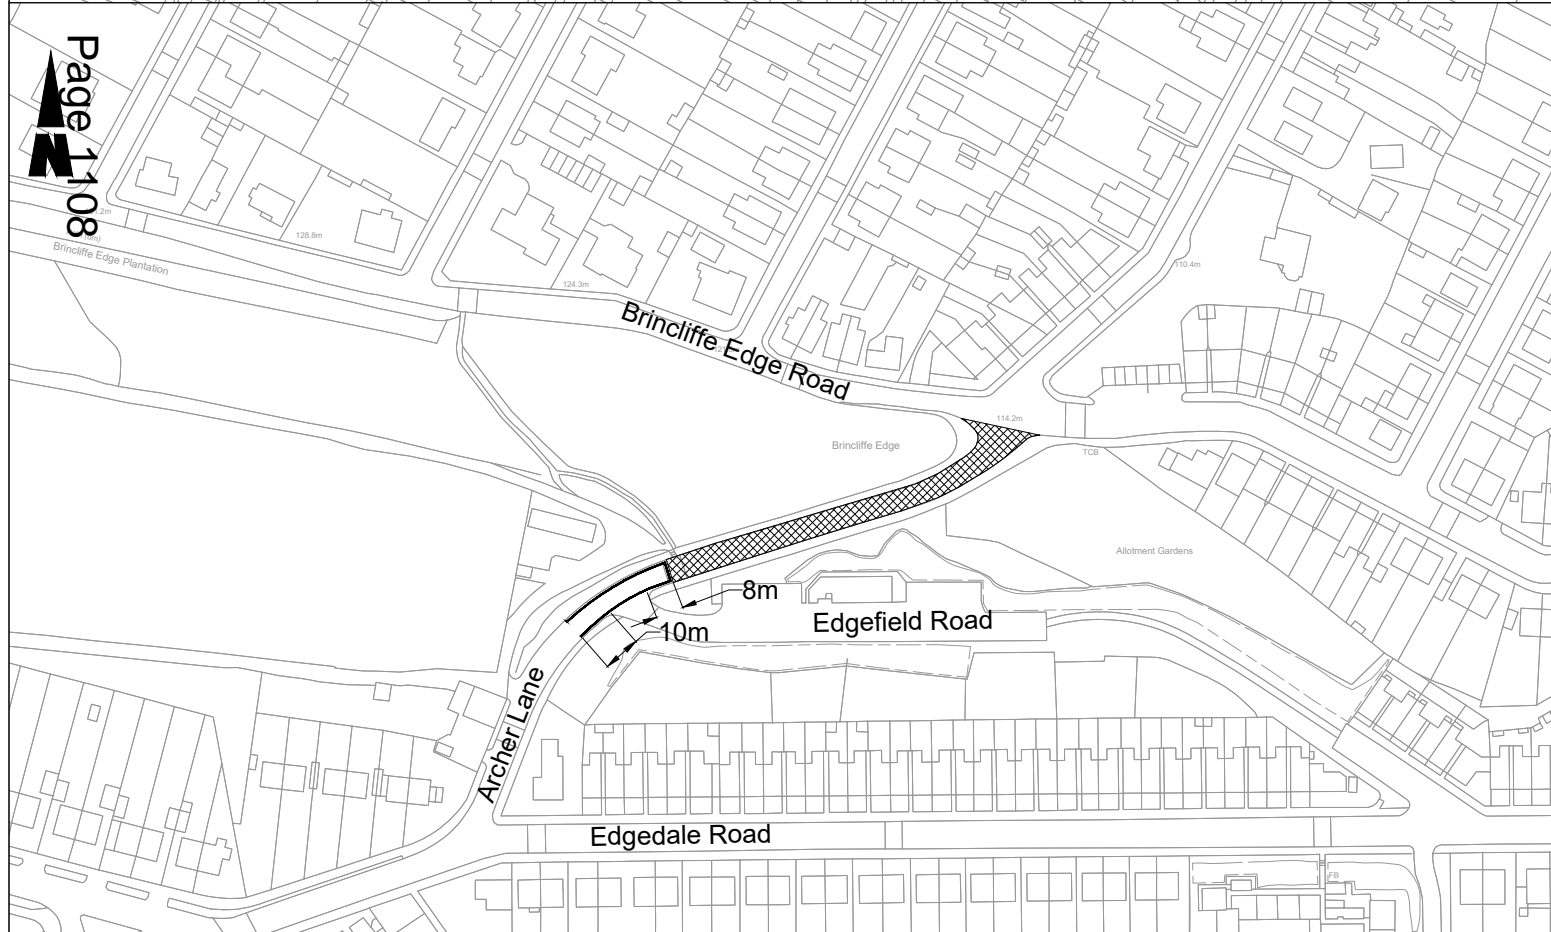 Page 1108
N
128.8m
Brincliffe Edge Plantation
124.3m
Brincliffe Edge Road
110.4m
114.2m
Brincliffe Edge
TCB
Allotment Gardens
8m
10m
Edgefield Road
Archer Lane
Edgedale Road
FB